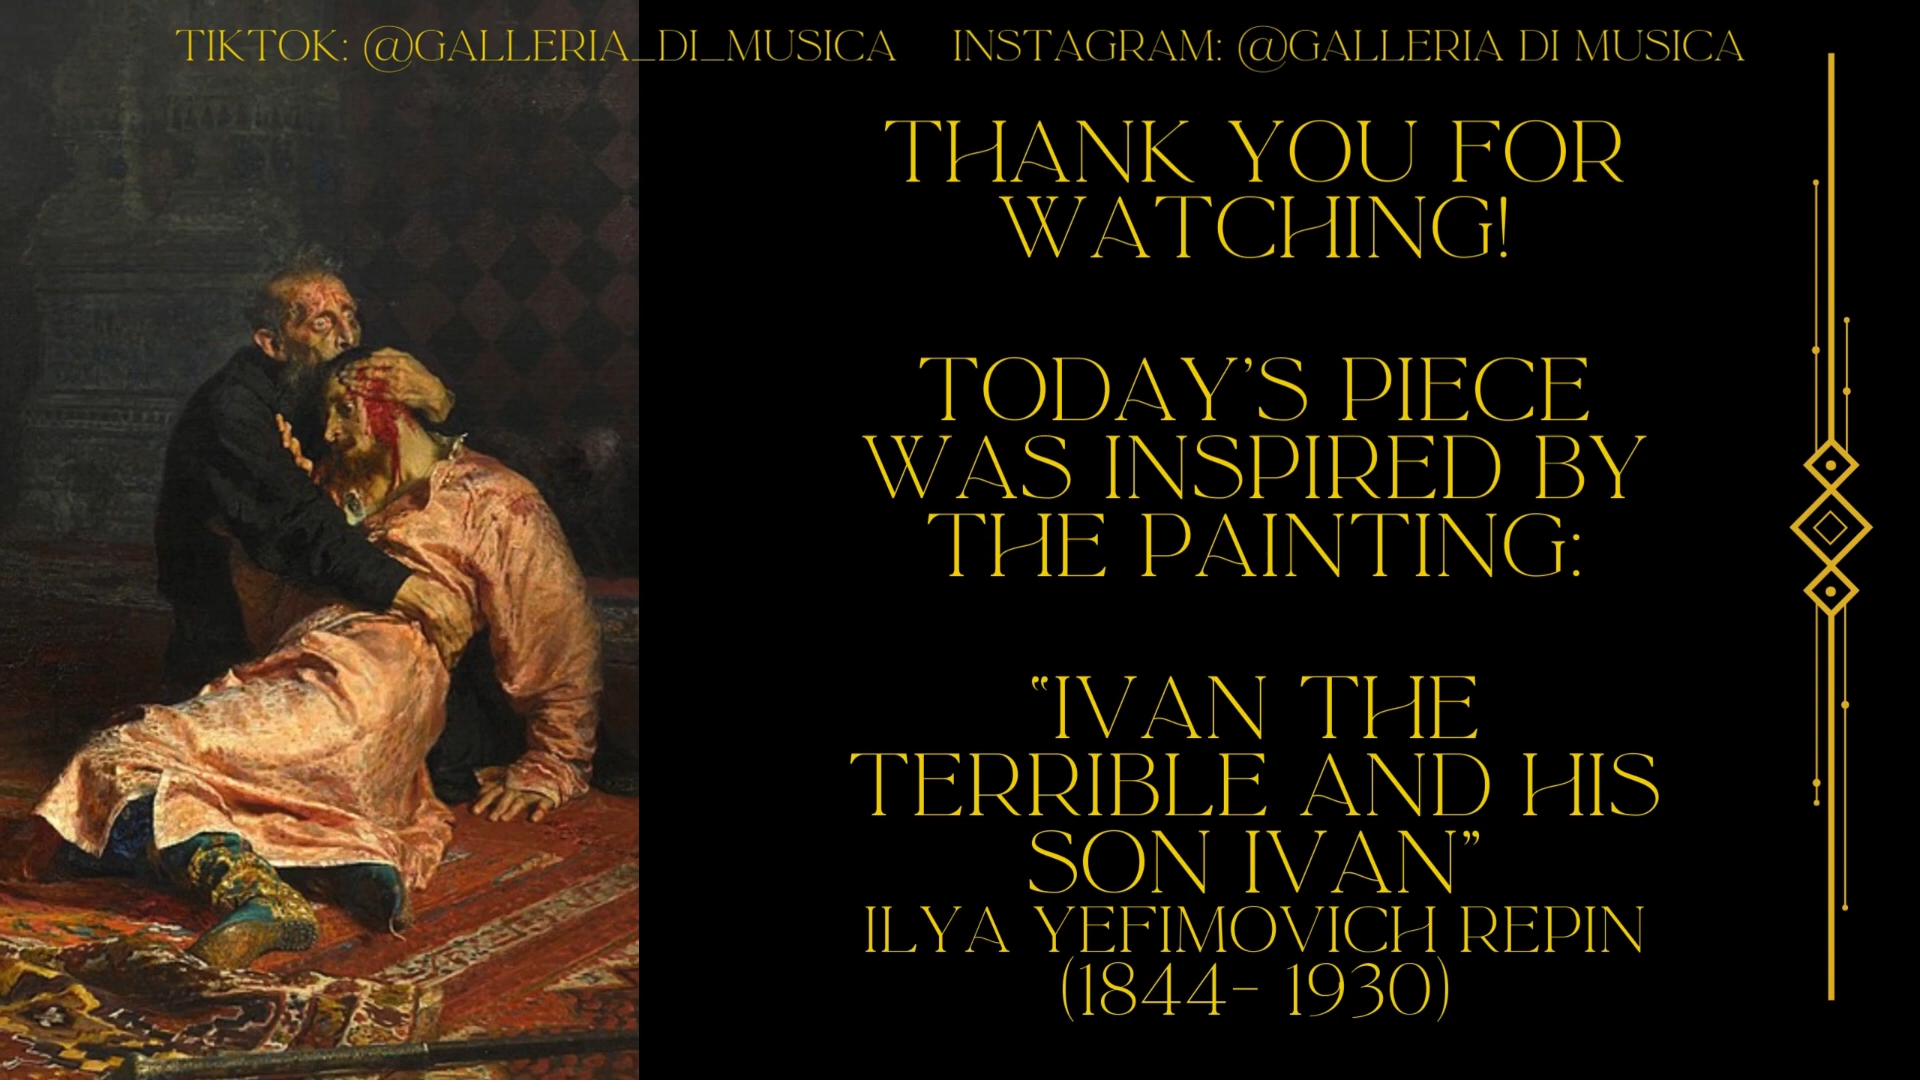 TIKTOK: @GALLERIA_DI_MUSICA INSTAGRAM: @GALLERIA DI MUSICA
THANK YOU FOR
WATCHING!
TODAY'S PIECE
WAS INSPIRED BY
THE PAINTING:
“IVAN THE
TERRIBLE AND HIS
SON IVAN”
ILYA YEFIMOVICH REPIN
(1844- 1930)